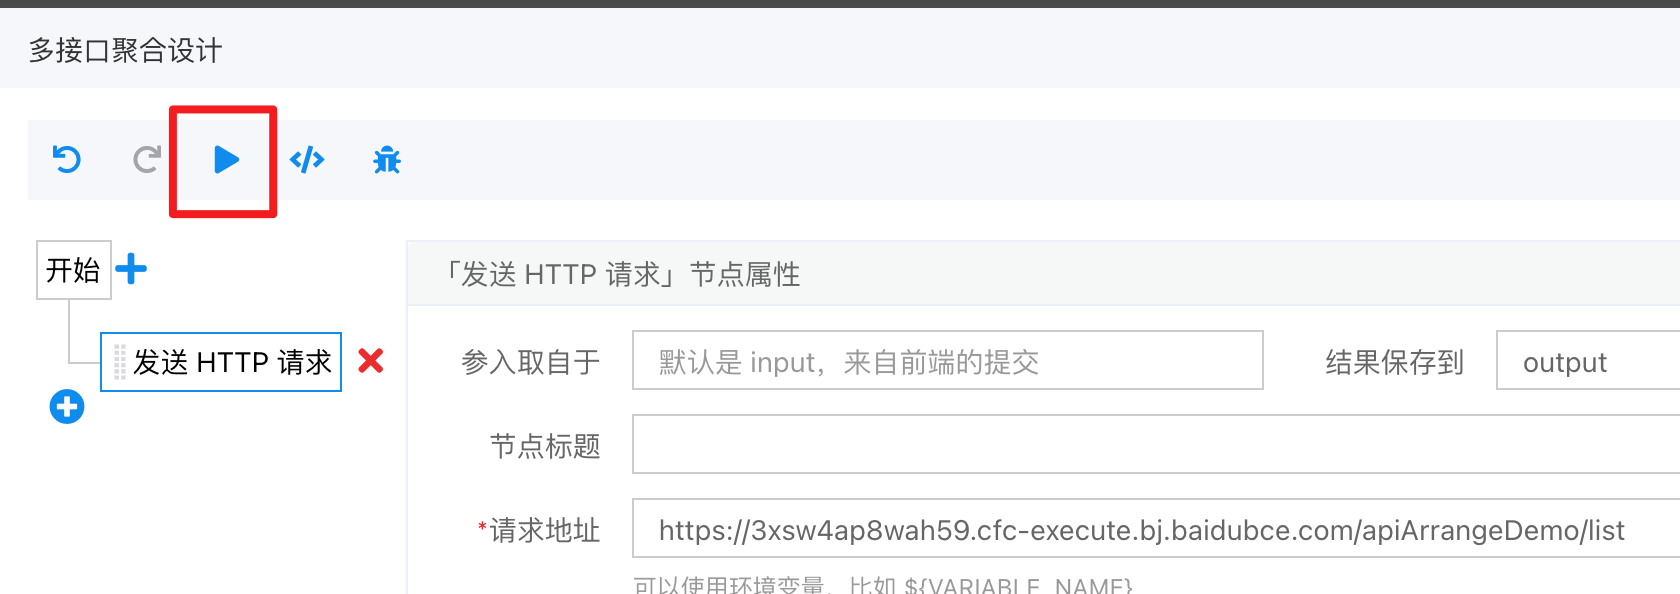 多接口聚合设计
开始
「发送 HTTP 请求」节点属性
发送 HTTP 请求
参入取自于
默认是 input，来自前端的提交
结果保存到
output
节点标题
*请求地址
https://3xsw4ap8wah59.cfc-execute.bj.baidubce.com/apiArrangeDemo/list
可以使用环境变量，比如 ${VARIABLE_NAME}